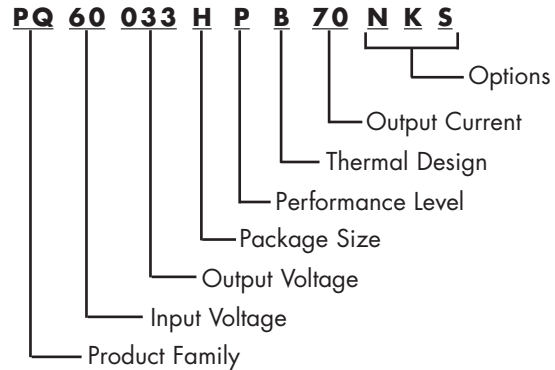 PQ 60 033 H P B 70 N K S
Options
Output Current
Thermal Design
Performance Level
Package Size
Output Voltage
Input Voltage
Product Family